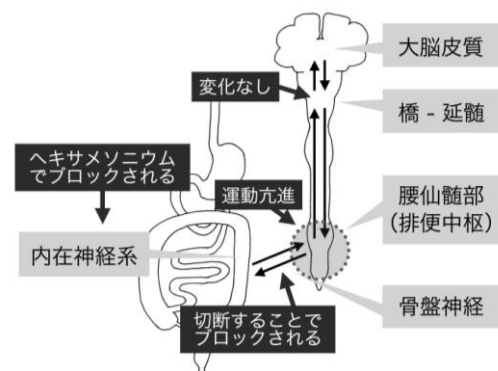 大脳皮質
変化なし
橋 - 延髄
ヘキサメソニウム
でブロックされる
運動亢進
腰仙髄部
(排便中枢)
内在神経系
骨盤神経
切断することで
ブロックされる